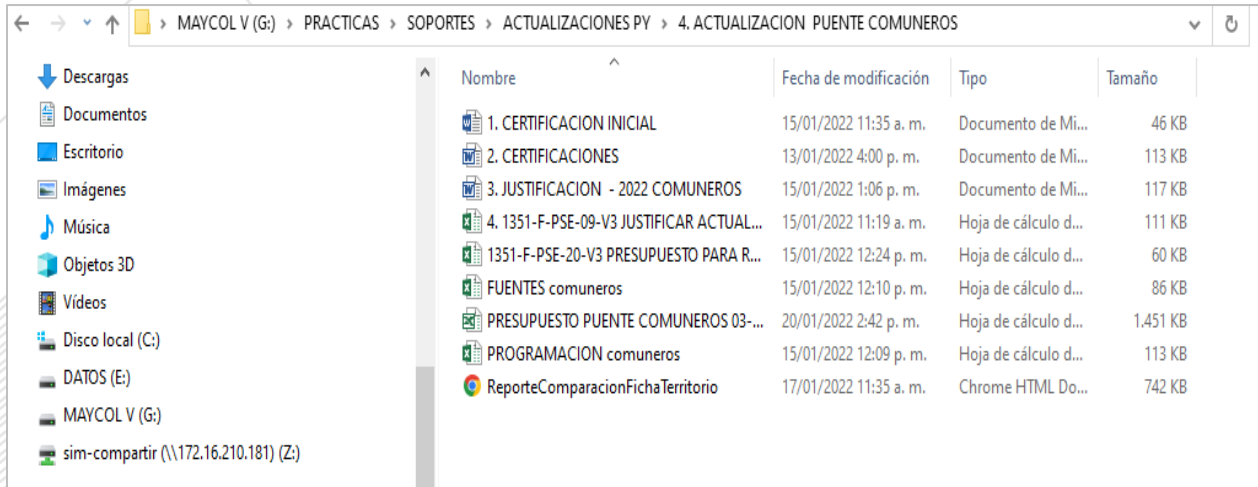 MAYCOL V (G:) › PRACTICAS › SOPORTES › ACTUALIZACIONES PY › 4. ACTUALIZACION PUENTE COMUNEROS
Descargas
Documentos
Escritorio
Imágenes
Música
Objetos 3D
Vídeos
Disco local (C:)
DATOS (E:)
MAYCOL V (G:)
sim-compartir (\\172.16.210.181) (Z:)
Nombre Fecha de modificación Tipo Tamaño
1. CERTIFICACION INICIAL 15/01/2022 11:35 a. m. Documento de Mi... 46 KB
2. CERTIFICACIONES 13/01/2022 4:00 p. m. Documento de Mi... 113 KB
3. JUSTIFICACION - 2022 COMUNEROS 15/01/2022 1:06 p. m. Documento de Mi... 117 KB
4. 1351-F-PSE-09-V3 JUSTIFICAR ACTUAL... 15/01/2022 11:19 a. m. Hoja de cálculo d... 111 KB
1351-F-PSE-20-V3 PRESUPUESTO PARA R... 15/01/2022 12:24 p. m. Hoja de cálculo d... 60 KB
FUENTES comuneros 15/01/2022 12:10 p. m. Hoja de cálculo d... 86 KB
PRESUPUESTO PUENTE COMUNEROS 03-... 20/01/2022 2:42 p. m. Hoja de cálculo d... 1.451 KB
PROGRAMACION comuneros 15/01/2022 12:09 p. m. Hoja de cálculo d... 113 KB
ReporteComparacionFichaTerritorio 17/01/2022 11:35 a. m. Chrome HTML Do... 742 KB